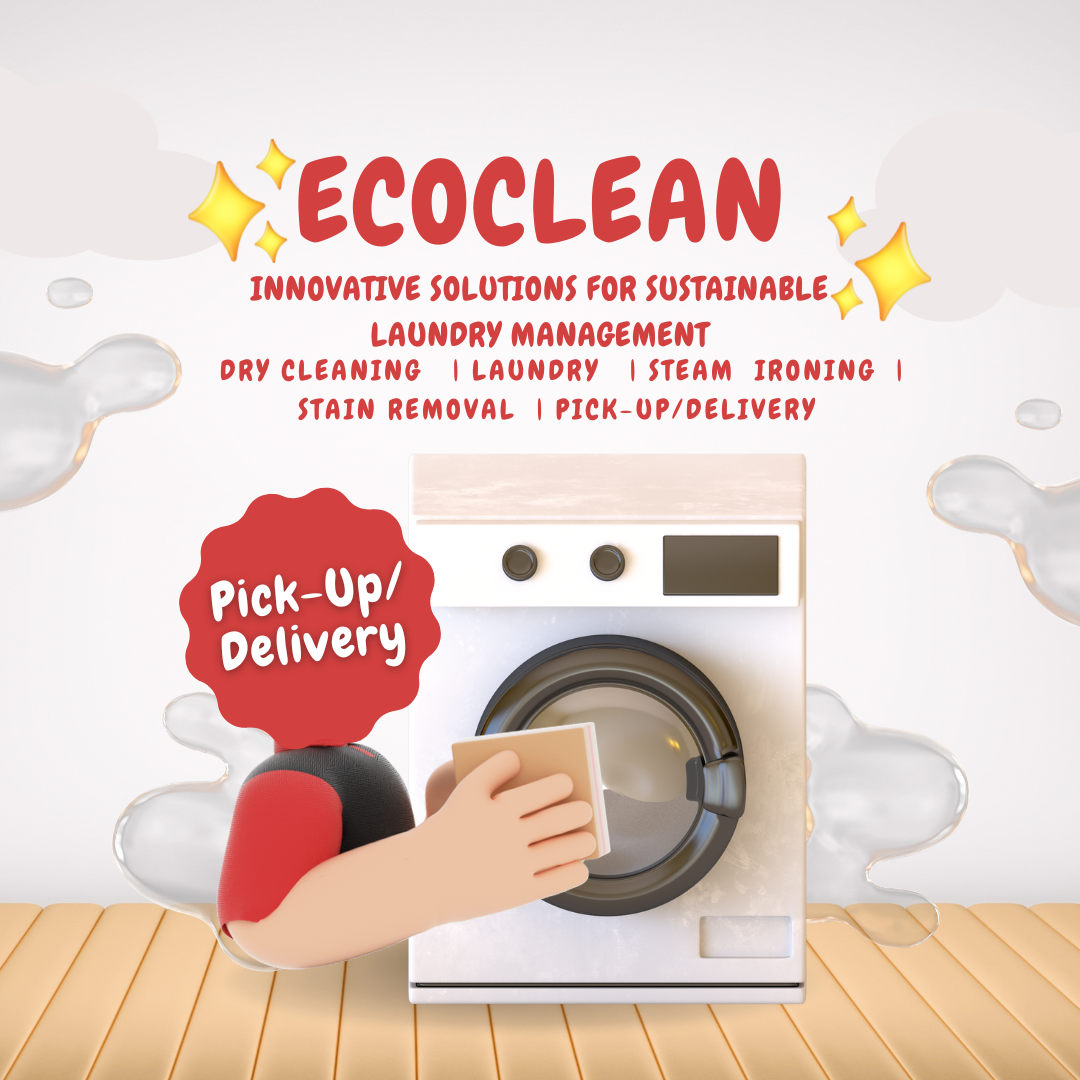 ECOCLEAN
INNOVATIVE SOLUTIONS FOR SUSTAINABLE
LAUNDRY MANAGEMENT
DRY CLEANING | LAUNDRY | STEAM IRONING |
STAIN REMOVAL | PICK-UP/DELIVERY
Pick-Up/
Delivery